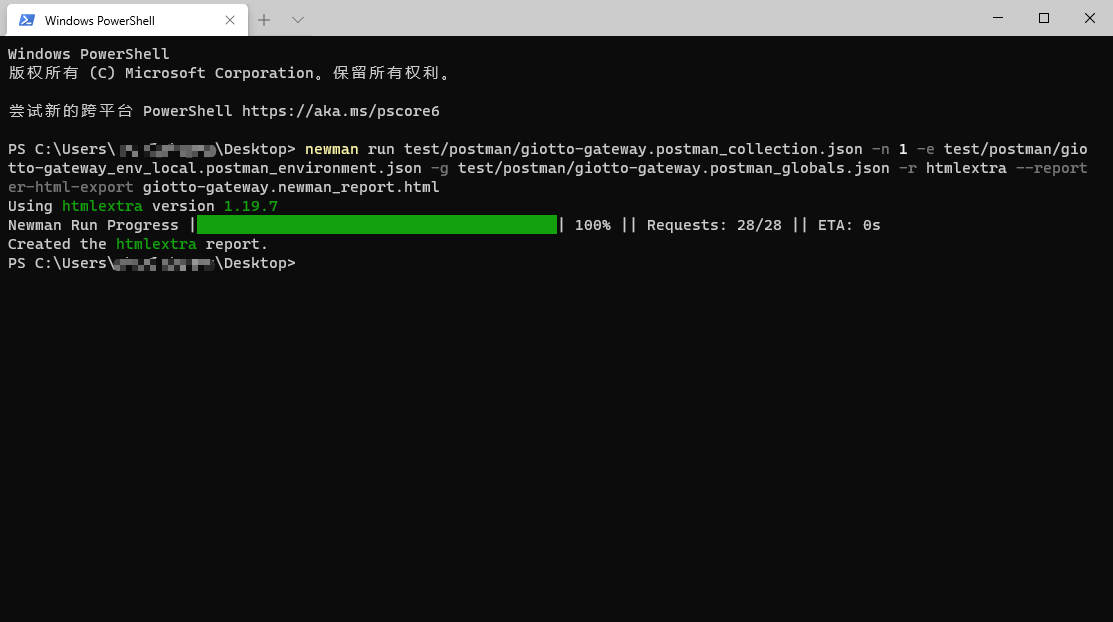 Windows PowerShell
Windows PowerShell
版权所有 (C) Microsoft Corporation。保留所有权利。
尝试新的跨平台 PowerShell https://aka.ms/pscore6
PS C:\Users\ \Desktop> newman run test/postman/giotto-gateway.postman_collection.json -n 1 -e test/postman/gio
tto-gateway_env_local.postman_environment.json -g test/postman/giotto-gateway.postman_globals.json -r htmlextra --report
er-html-export giotto-gateway.newman_report.html
Using htmlextra version 1.19.7
Newman Run Progress || 100% || Requests: 28/28 || ETA: 0s
Created the htmlextra report.
PS C:\Users\ \Desktop>